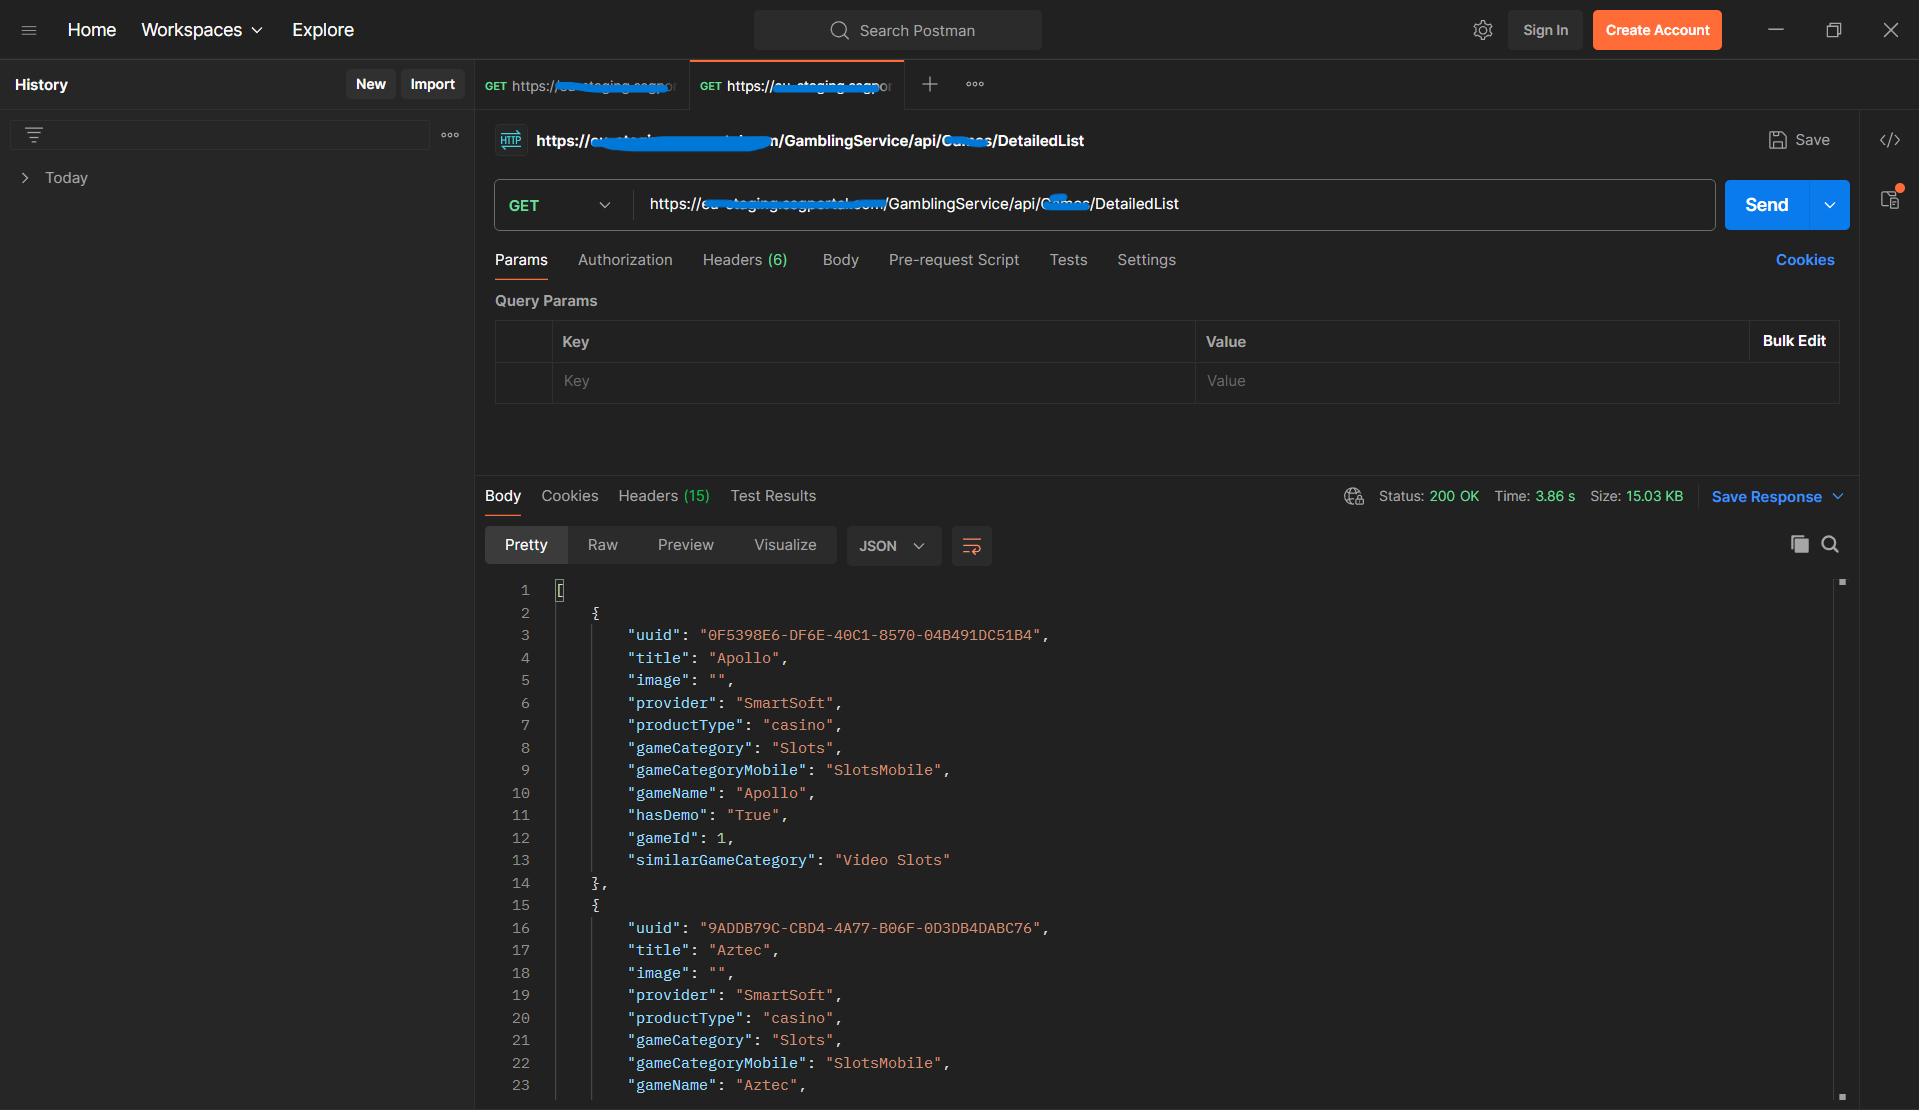 Home Workspaces Explore
Search Postman
Sign In
Create Account
History
New
Import
GET https://
GET https://
https:// /GamblingService/api/ /DetailedList
Save
Today
GET
https:// /GamblingService/api/ /DetailedList
Send
Params Authorization Headers (6) Body Pre-request Script Tests Settings
Cookies
Query Params
Key Value Bulk Edit
Key Value
Body Cookies Headers (15) Test Results
Status: 200 OK Time: 3.86 s Size: 15.03 KB Save Response
Pretty Raw Preview Visualize JSON
1 [
2 {
3 "uuid": "0F5398E6-DF6E-40C1-8570-04B491DC51B4",
4 "title": "Apollo",
5 "image": "",
6 "provider": "SmartSoft",
7 "productType": "casino",
8 "gameCategory": "Slots",
9 "gameCategoryMobile": "SlotsMobile",
10 "gameName": "Apollo",
11 "hasDemo": "True",
12 "gameId": 1,
13 "similarGameCategory": "Video Slots"
14 },
15 {
16 "uuid": "9ADDB79C-CBD4-4A77-B06F-0D3DB4DABC76",
17 "title": "Aztec",
18 "image": "",
19 "provider": "SmartSoft",
20 "productType": "casino",
21 "gameCategory": "Slots",
22 "gameCategoryMobile": "SlotsMobile",
23 "gameName": "Aztec",